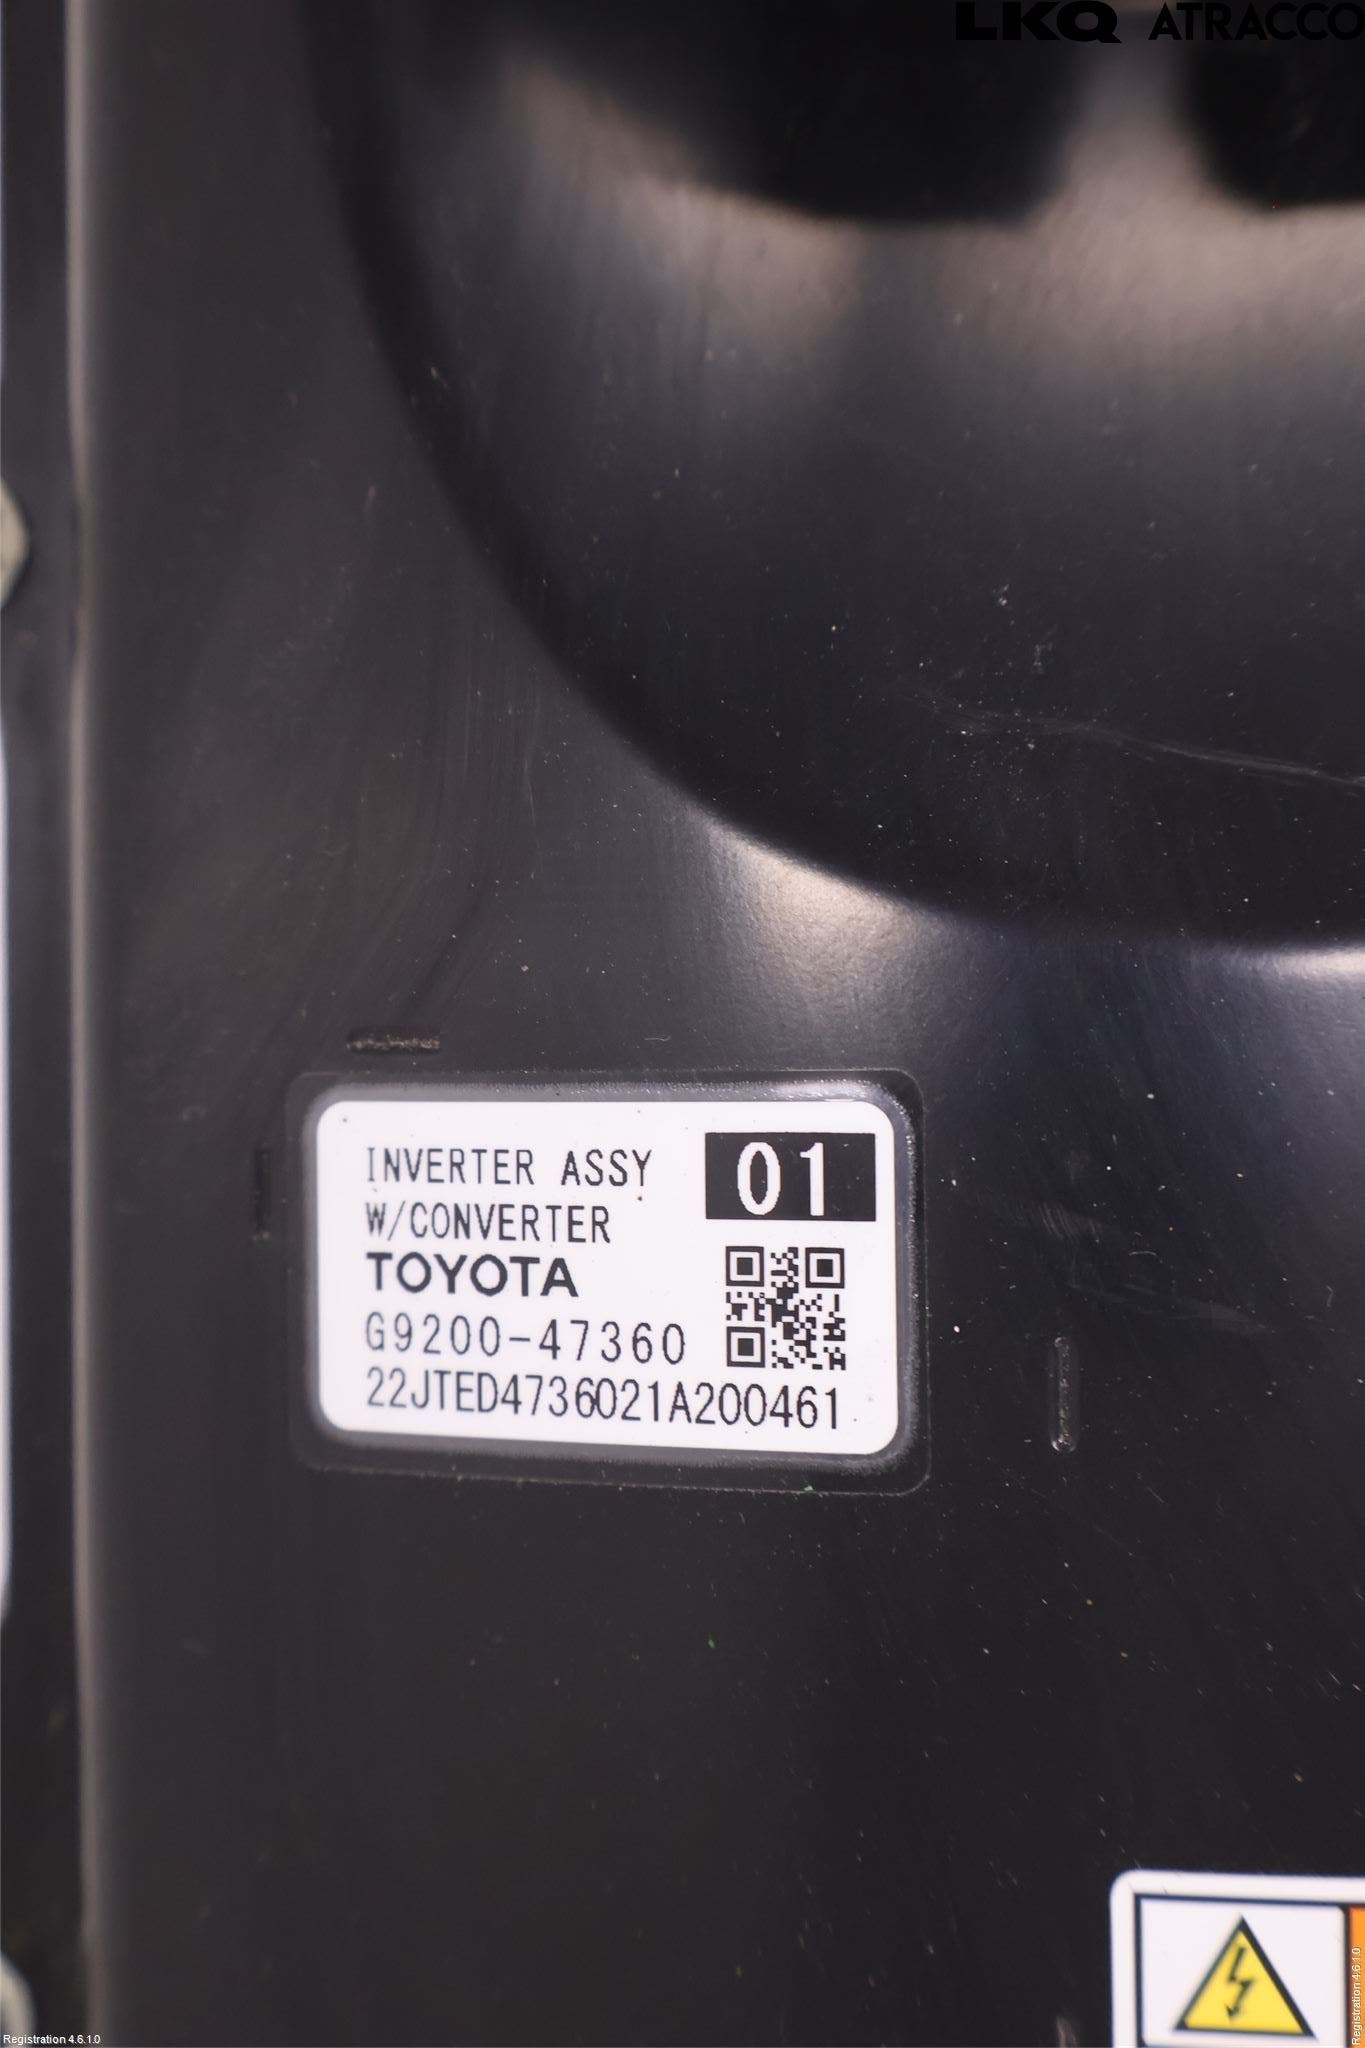 LKQ ATRACCO
INVERTER ASSY
01
W/CONVERTER
TOYOTA
G9200-47360
22JTED4736021A200461
Registration 4.6.1.0
Registration 4.6.1.0